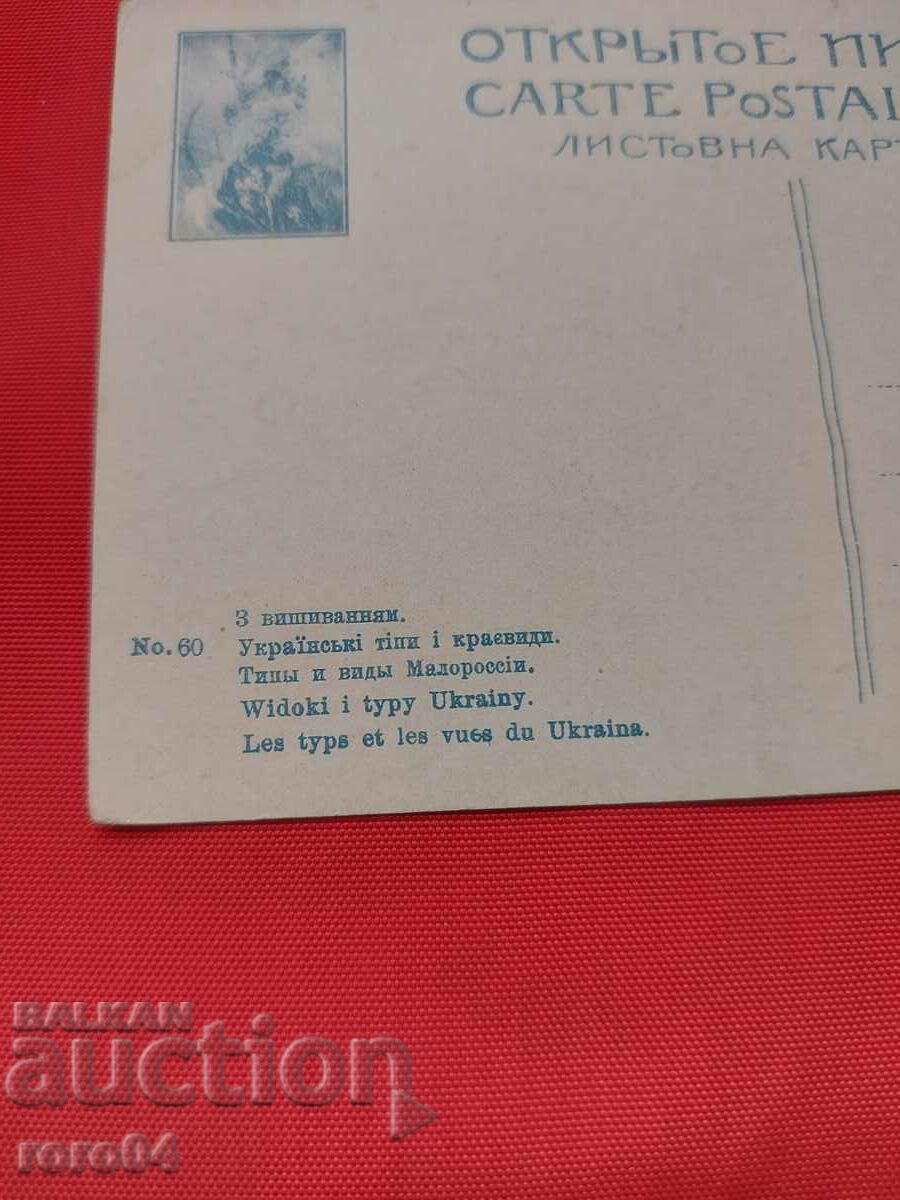 ОТКРЫТоЕ ПИ
CARTE PoSTAL
ЛИСТоВНА КАРТ
З вишиванням.
No. 60 Українські тіпи і краєвиди.
Типы и виды Малороссіи.
Widoki i typy Ukrainy.
Les typs et les vues du Ukraina.
BALKAN
auction
roro04